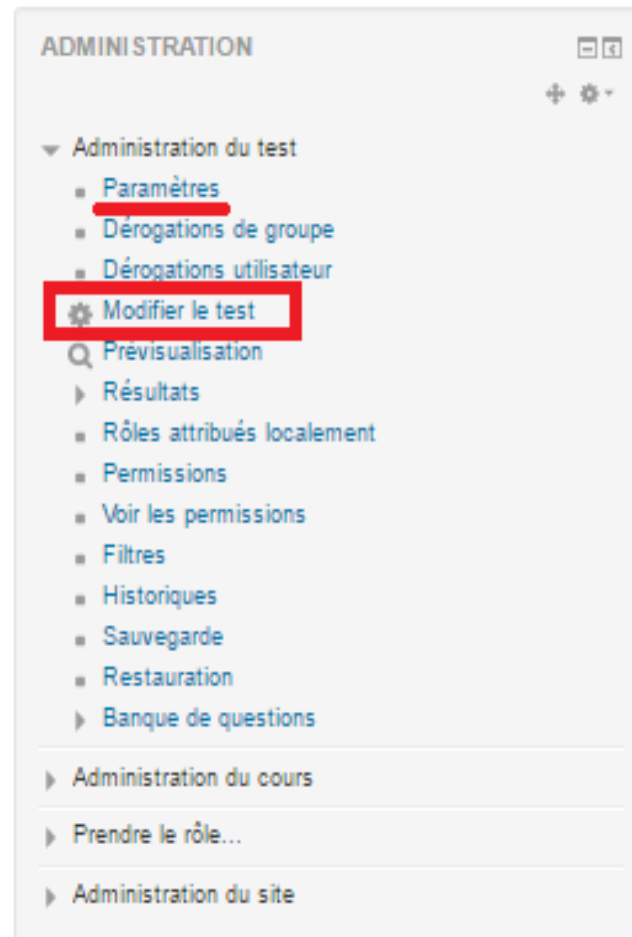 ADMINISTRATION
Administration du test
Paramètres
Dérogations de groupe
Dérogations utilisateur
Modifier le test
Prévisualisation
Résultats
Rôles attribués localement
Permissions
Voir les permissions
Filtres
Historiques
Sauvegarde
Restauration
Banque de questions
Administration du cours
Prendre le rôle...
Administration du site